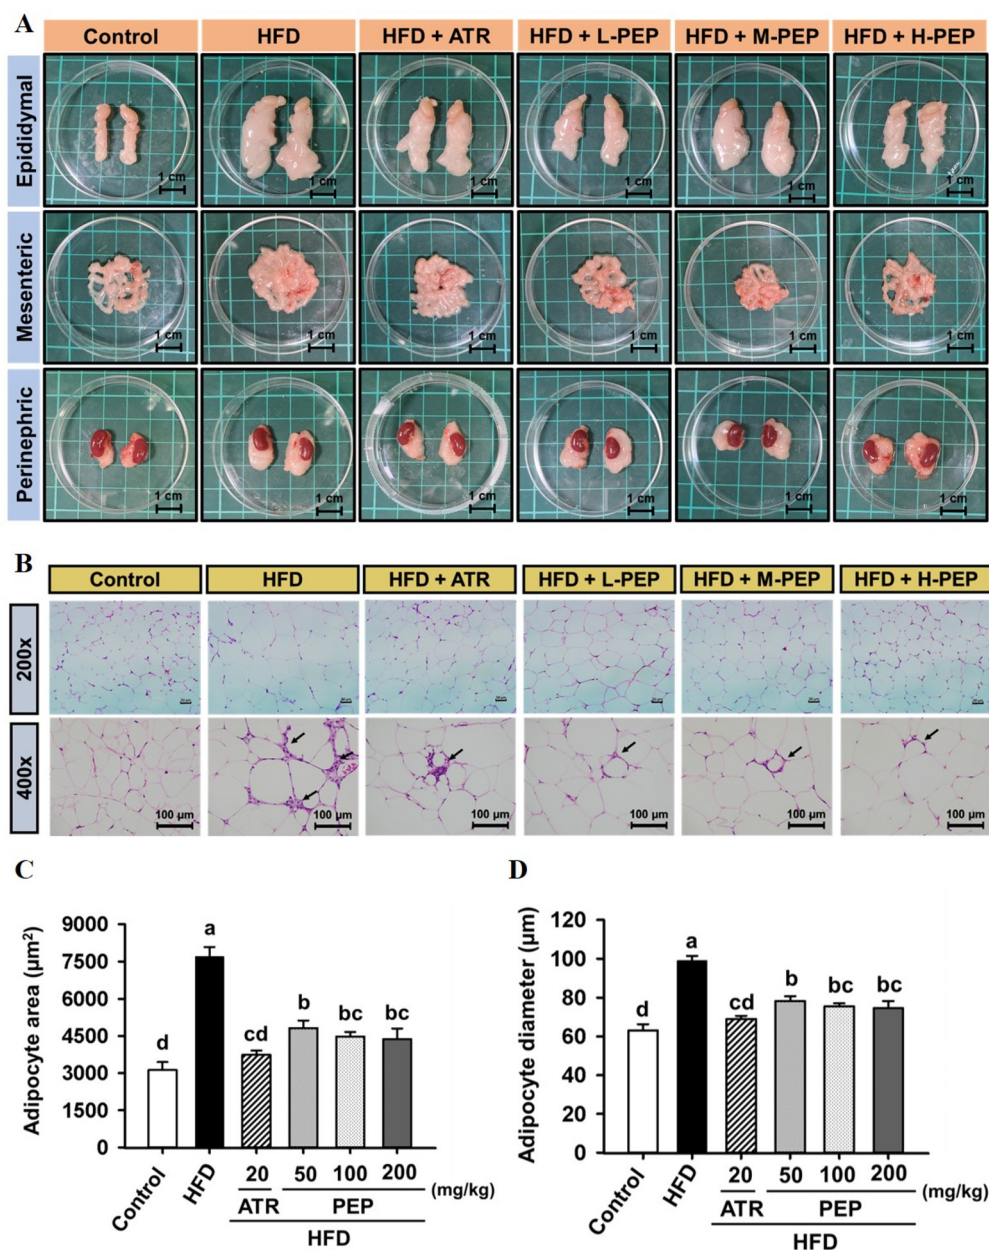 A
Control HFD HFD + ATR HFD + L-PEP HFD + M-PEP HFD + H-PEP
Epididymal
1 cm 1 cm 1 cm 1 cm 1 cm 1 cm
Mesenteric
1 cm 1 cm 1 cm 1 cm 1 cm 1 cm
Perinephric
1 cm 1 cm 1 cm 1 cm 1 cm 1 cm
B
Control HFD HFD + ATR HFD + L-PEP HFD + M-PEP HFD + H-PEP
200x
400x
100 µm 100 µm 100 µm 100 µm 100 µm 100 µm
C
Adipocyte area (µm²)
9000
7500
6000
4500
3000
1500
0
d a cd b bc bc
Control HFD 20 50 100 200 (mg/kg)
ATR PEP
HFD
D
Adipocyte diameter (µm)
120
100
80
60
40
20
0
d a cd b bc bc
Control HFD 20 50 100 200 (mg/kg)
ATR PEP
HFD